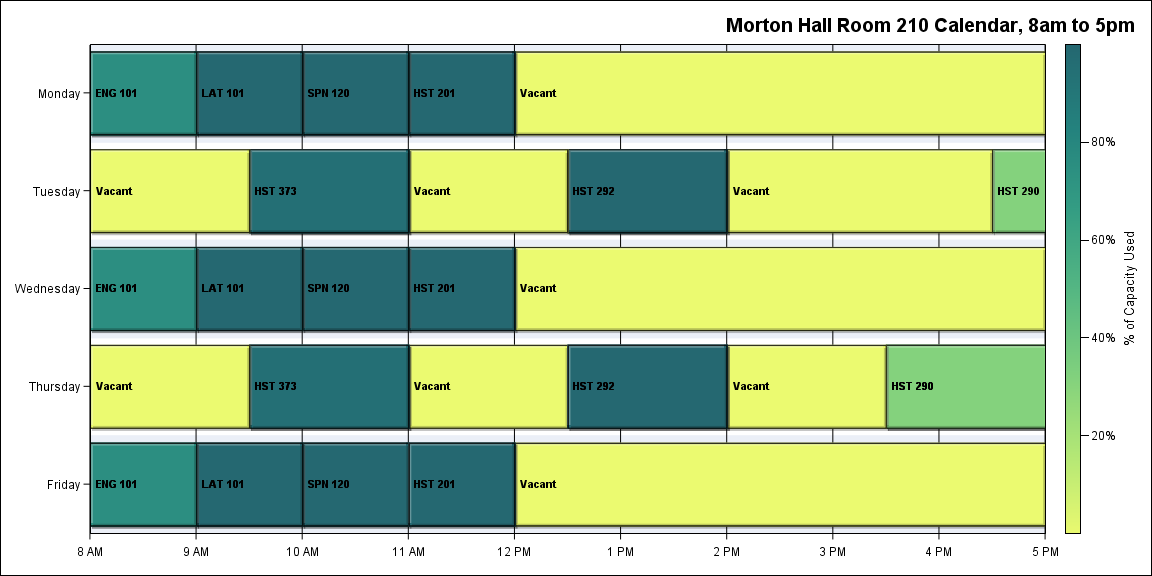 Morton Hall Room 210 Calendar, 8am to 5pm
Monday ENG 101 LAT 101 SPN 120 HST 201 Vacant
80%
Tuesday Vacant HST 373 Vacant HST 292 Vacant HST 290
60%
% of Capacity Used
Wednesday ENG 101 LAT 101 SPN 120 HST 201 Vacant
40%
Thursday Vacant HST 373 Vacant HST 292 Vacant HST 290
20%
Friday ENG 101 LAT 101 SPN 120 HST 201 Vacant
8 AM 9 AM 10 AM 11 AM 12 PM 1 PM 2 PM 3 PM 4 PM 5 PM